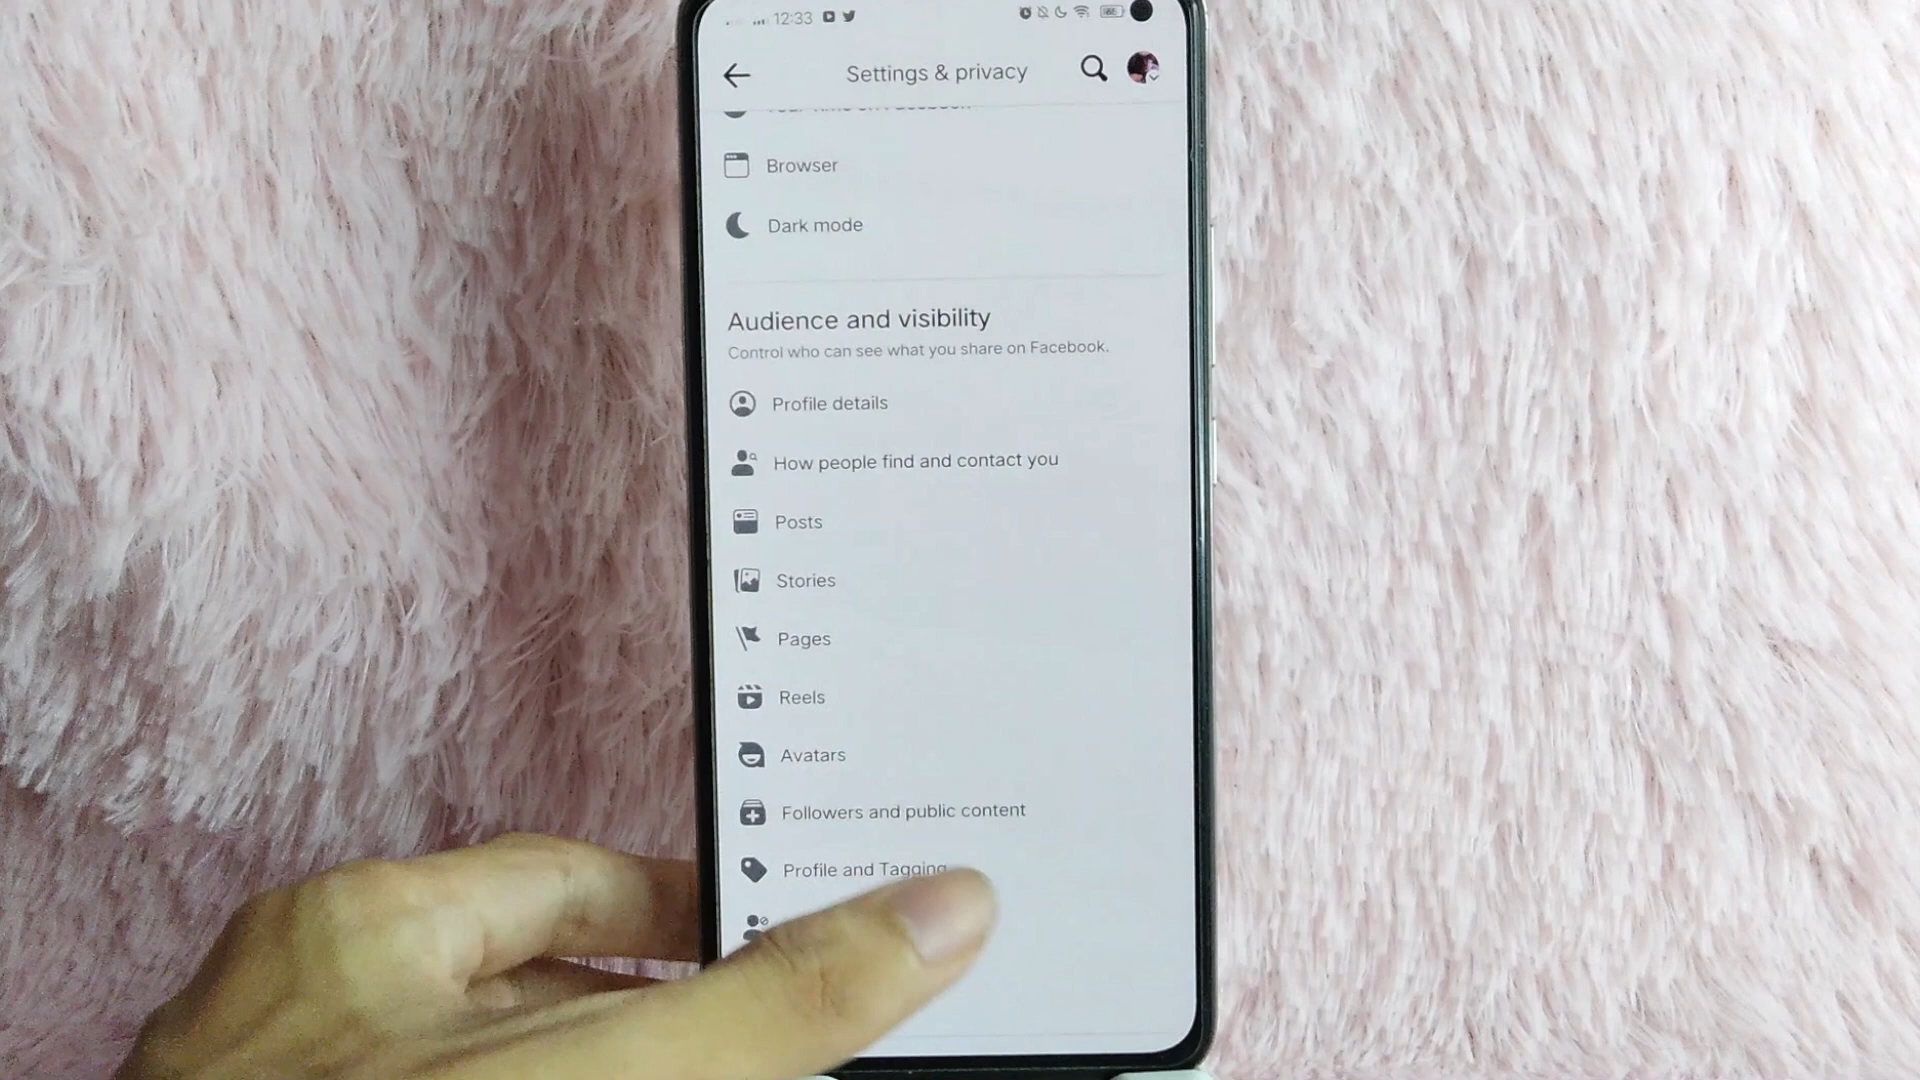 12:33
Settings & privacy
Browser
Dark mode
Audience and visibility
Control who can see what you share on Facebook.
Profile details
How people find and contact you
Posts
Stories
Pages
Reels
Avatars
Followers and public content
Profile and Tagging